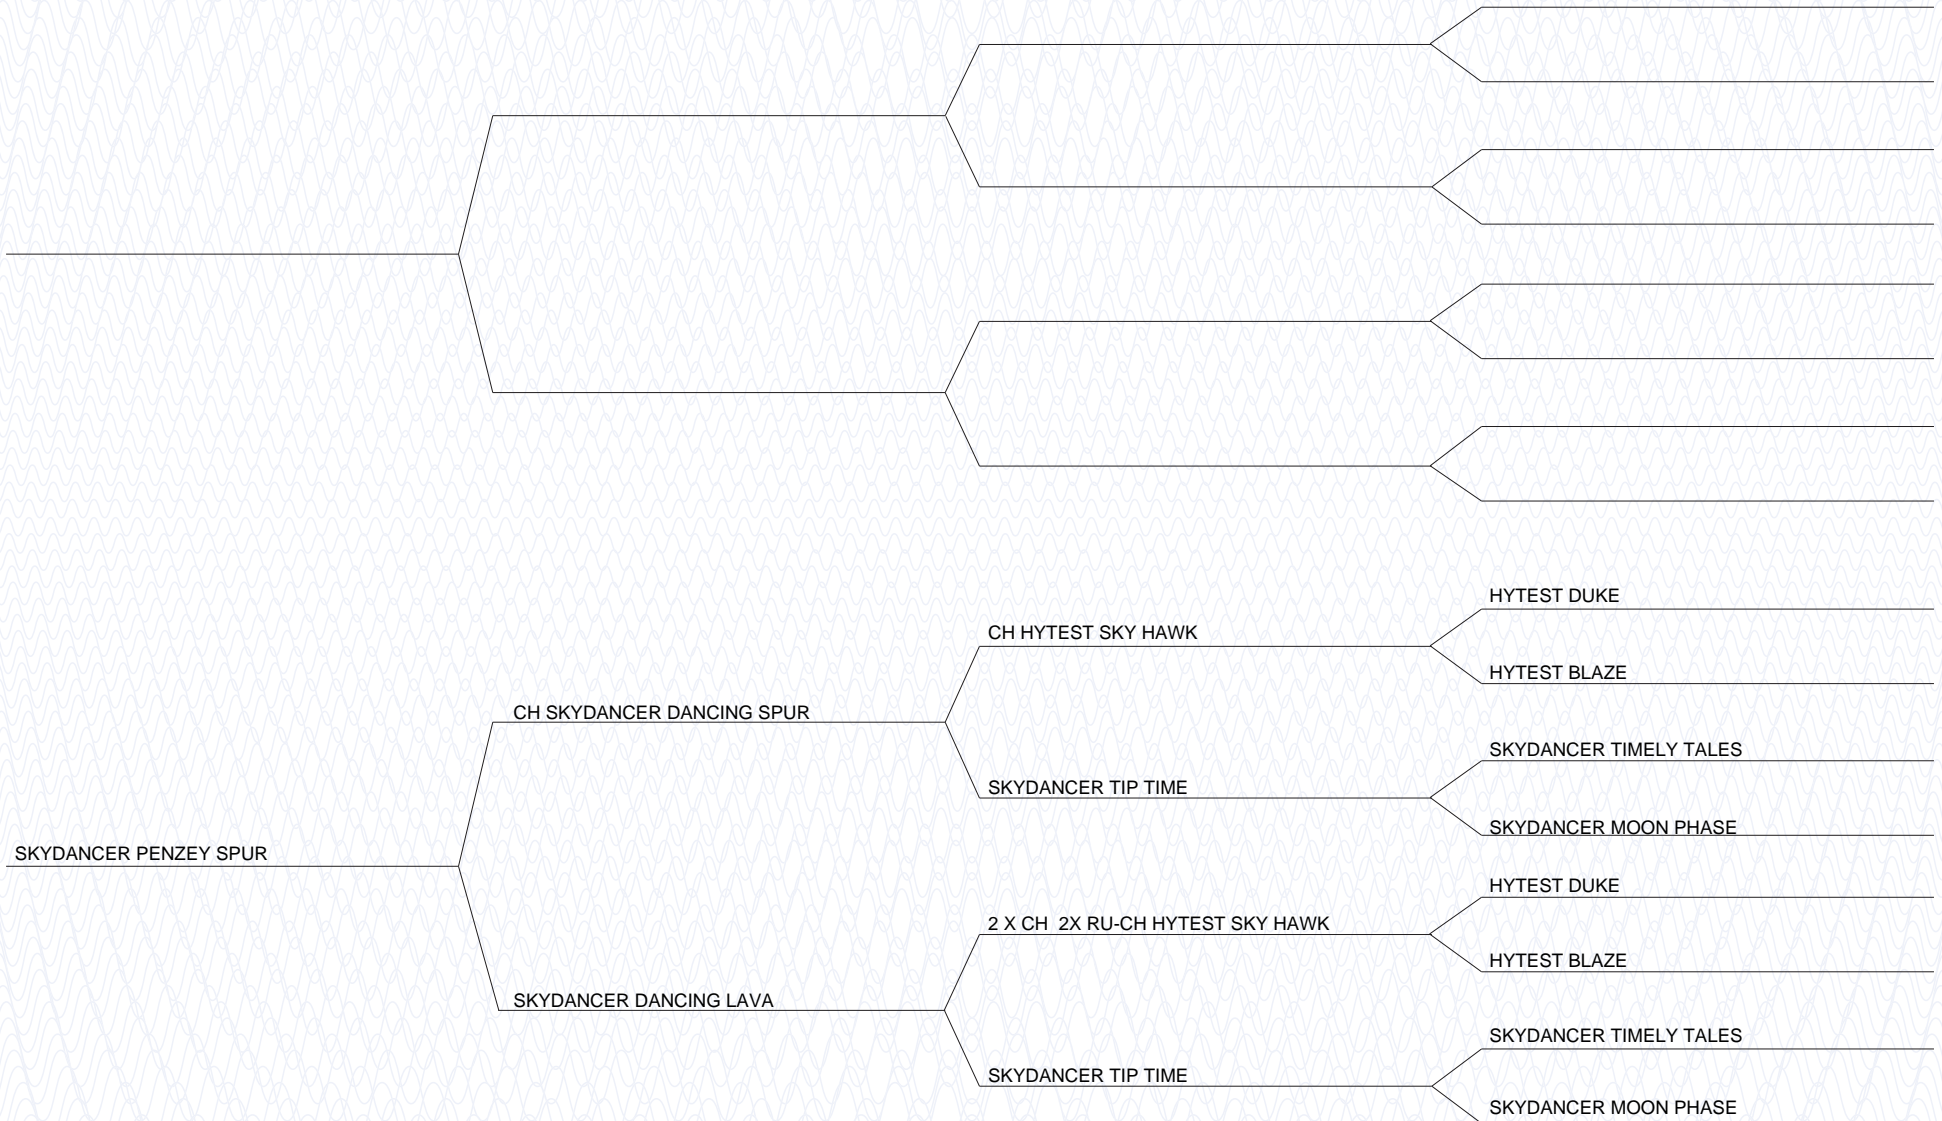 HYTEST DUKE
CH HYTEST SKY HAWK
HYTEST BLAZE
CH SKYDANCER DANCING SPUR
SKYDANCER TIMELY TALES
SKYDANCER TIP TIME
SKYDANCER MOON PHASE
SKYDANCER PENZEY SPUR
HYTEST DUKE
2 X CH  2X RU-CH HYTEST SKY HAWK
HYTEST BLAZE
SKYDANCER DANCING LAVA
SKYDANCER TIMELY TALES
SKYDANCER TIP TIME
SKYDANCER MOON PHASE